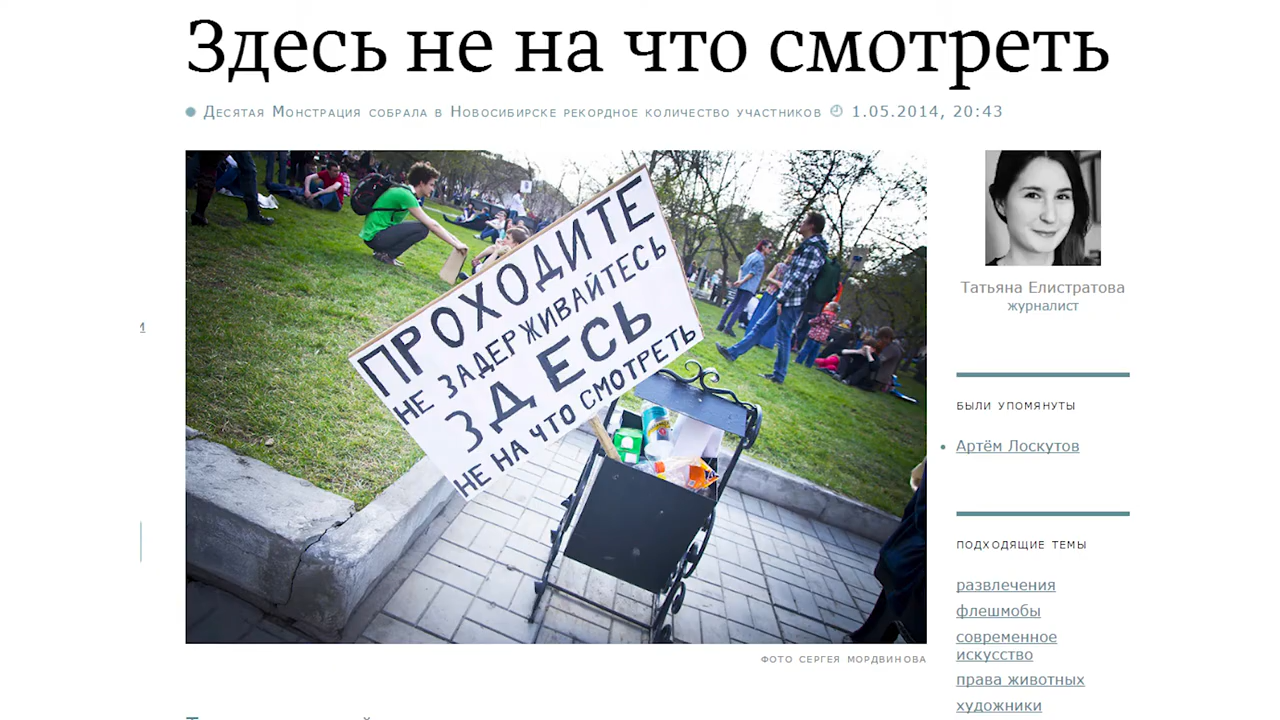 Здесь не на что смотреть
Десятая Монстрация собрала в Новосибирске рекордное количество участников 1.05.2014, 20:43
ПРОХОДИТЕ
НЕ ЗАДЕРЖИВАЙТЕСЬ
ЗДЕСЬ
НЕ НА ЧТО СМОТРЕТЬ
ФОТО СЕРГЕЯ МОРДВИНОВА
Татьяна Елистратова
журналист
БЫЛИ УПОМЯНУТЫ
Артём Лоскутов
ПОДХОДЯЩИЕ ТЕМЫ
развлечения
флешмобы
современное
искусство
права животных
художники